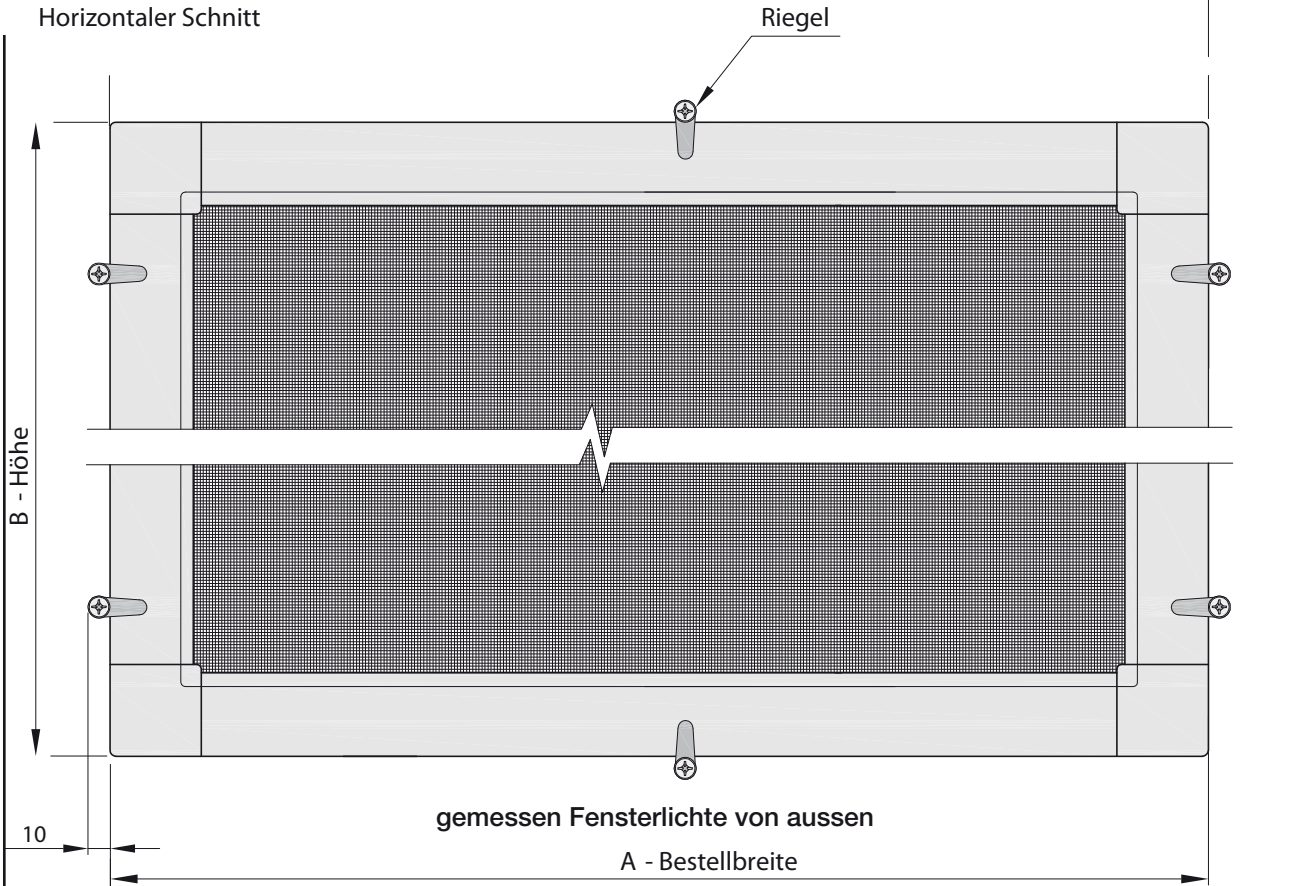 Horizontaler Schnitt
Riegel
B - Höhe
gemessen Fensterlichte von aussen
10
A - Bestellbreite